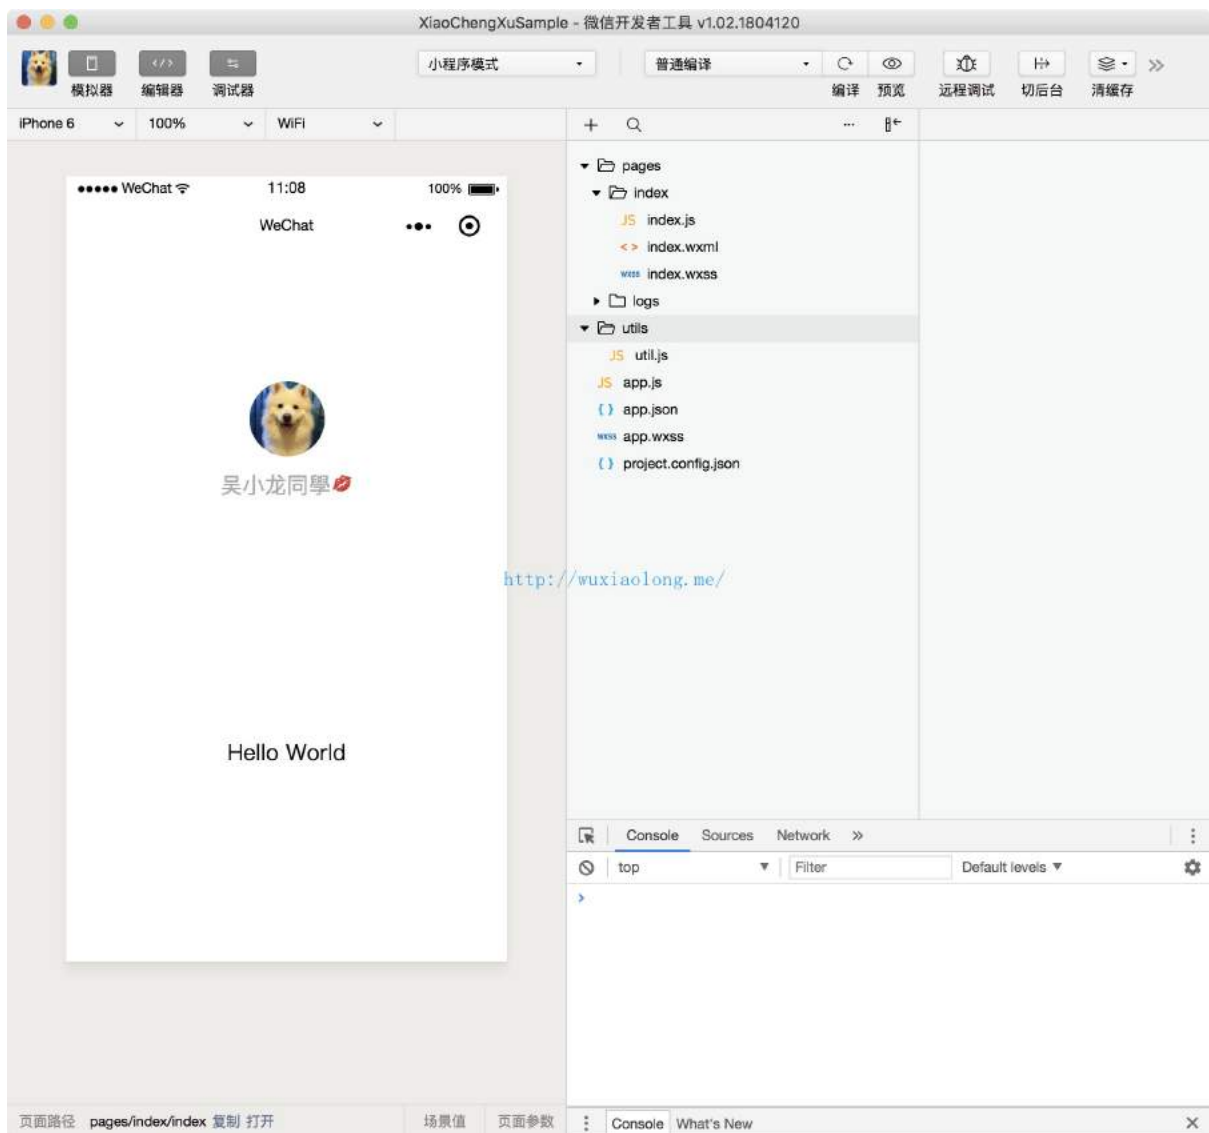 XiaoChengXuSample - 微信开发者工具 v1.02.1804120
模拟器 编辑器 调试器 小程序模式 普通编译 编译 预览 远程调试 切后台 清缓存
iPhone 6 100% WiFi
WeChat 11:08 100%
WeChat
吴小龙同學💋
Hello World
页面路径 pages/index/index 复制 打开 场景值 页面参数
pages
index
JS index.js
<> index.wxml
wxss index.wxss
logs
utils
JS util.js
JS app.js
{ } app.json
wxss app.wxss
{ } project.config.json
http://wuxiaolong.me/
Console Sources Network »
top Filter Default levels
Console What's New